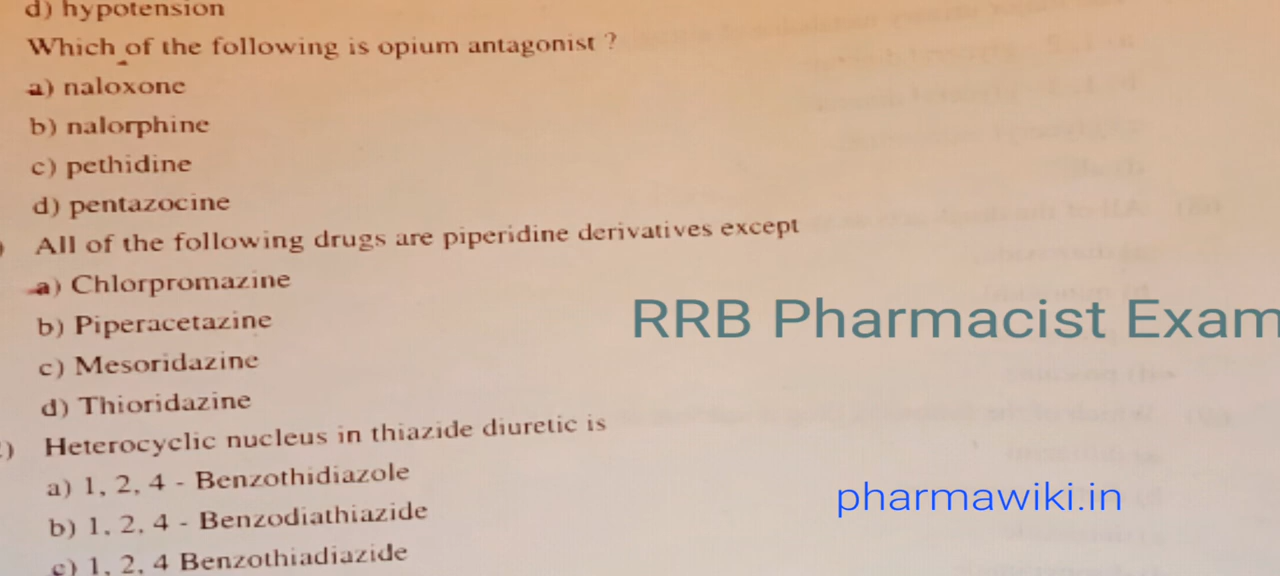 d) hypotension
Which of the following is opium antagonist ?
a) naloxone
b) nalorphine
c) pethidine
d) pentazocine
) All of the following drugs are piperidine derivatives except
a) Chlorpromazine
b) Piperacetazine
c) Mesoridazine
d) Thioridazine
) Heterocyclic nucleus in thiazide diuretic is
a) 1, 2, 4 - Benzothidiazole
b) 1, 2, 4 - Benzodiathiazide
c) 1, 2, 4 Benzothiadiazide
RRB Pharmacist Exam
pharmawiki.in